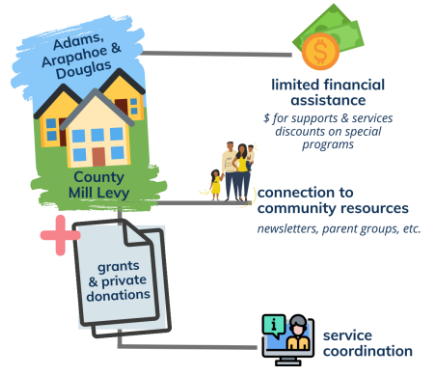 Adams,
Arapahoe &
Douglas
County
Mill Levy
limited financial
assistance
$ for supports & services
discounts on special
programs
connection to
community resources
newsletters, parent groups, etc.
grants
& private
donations
service
coordination